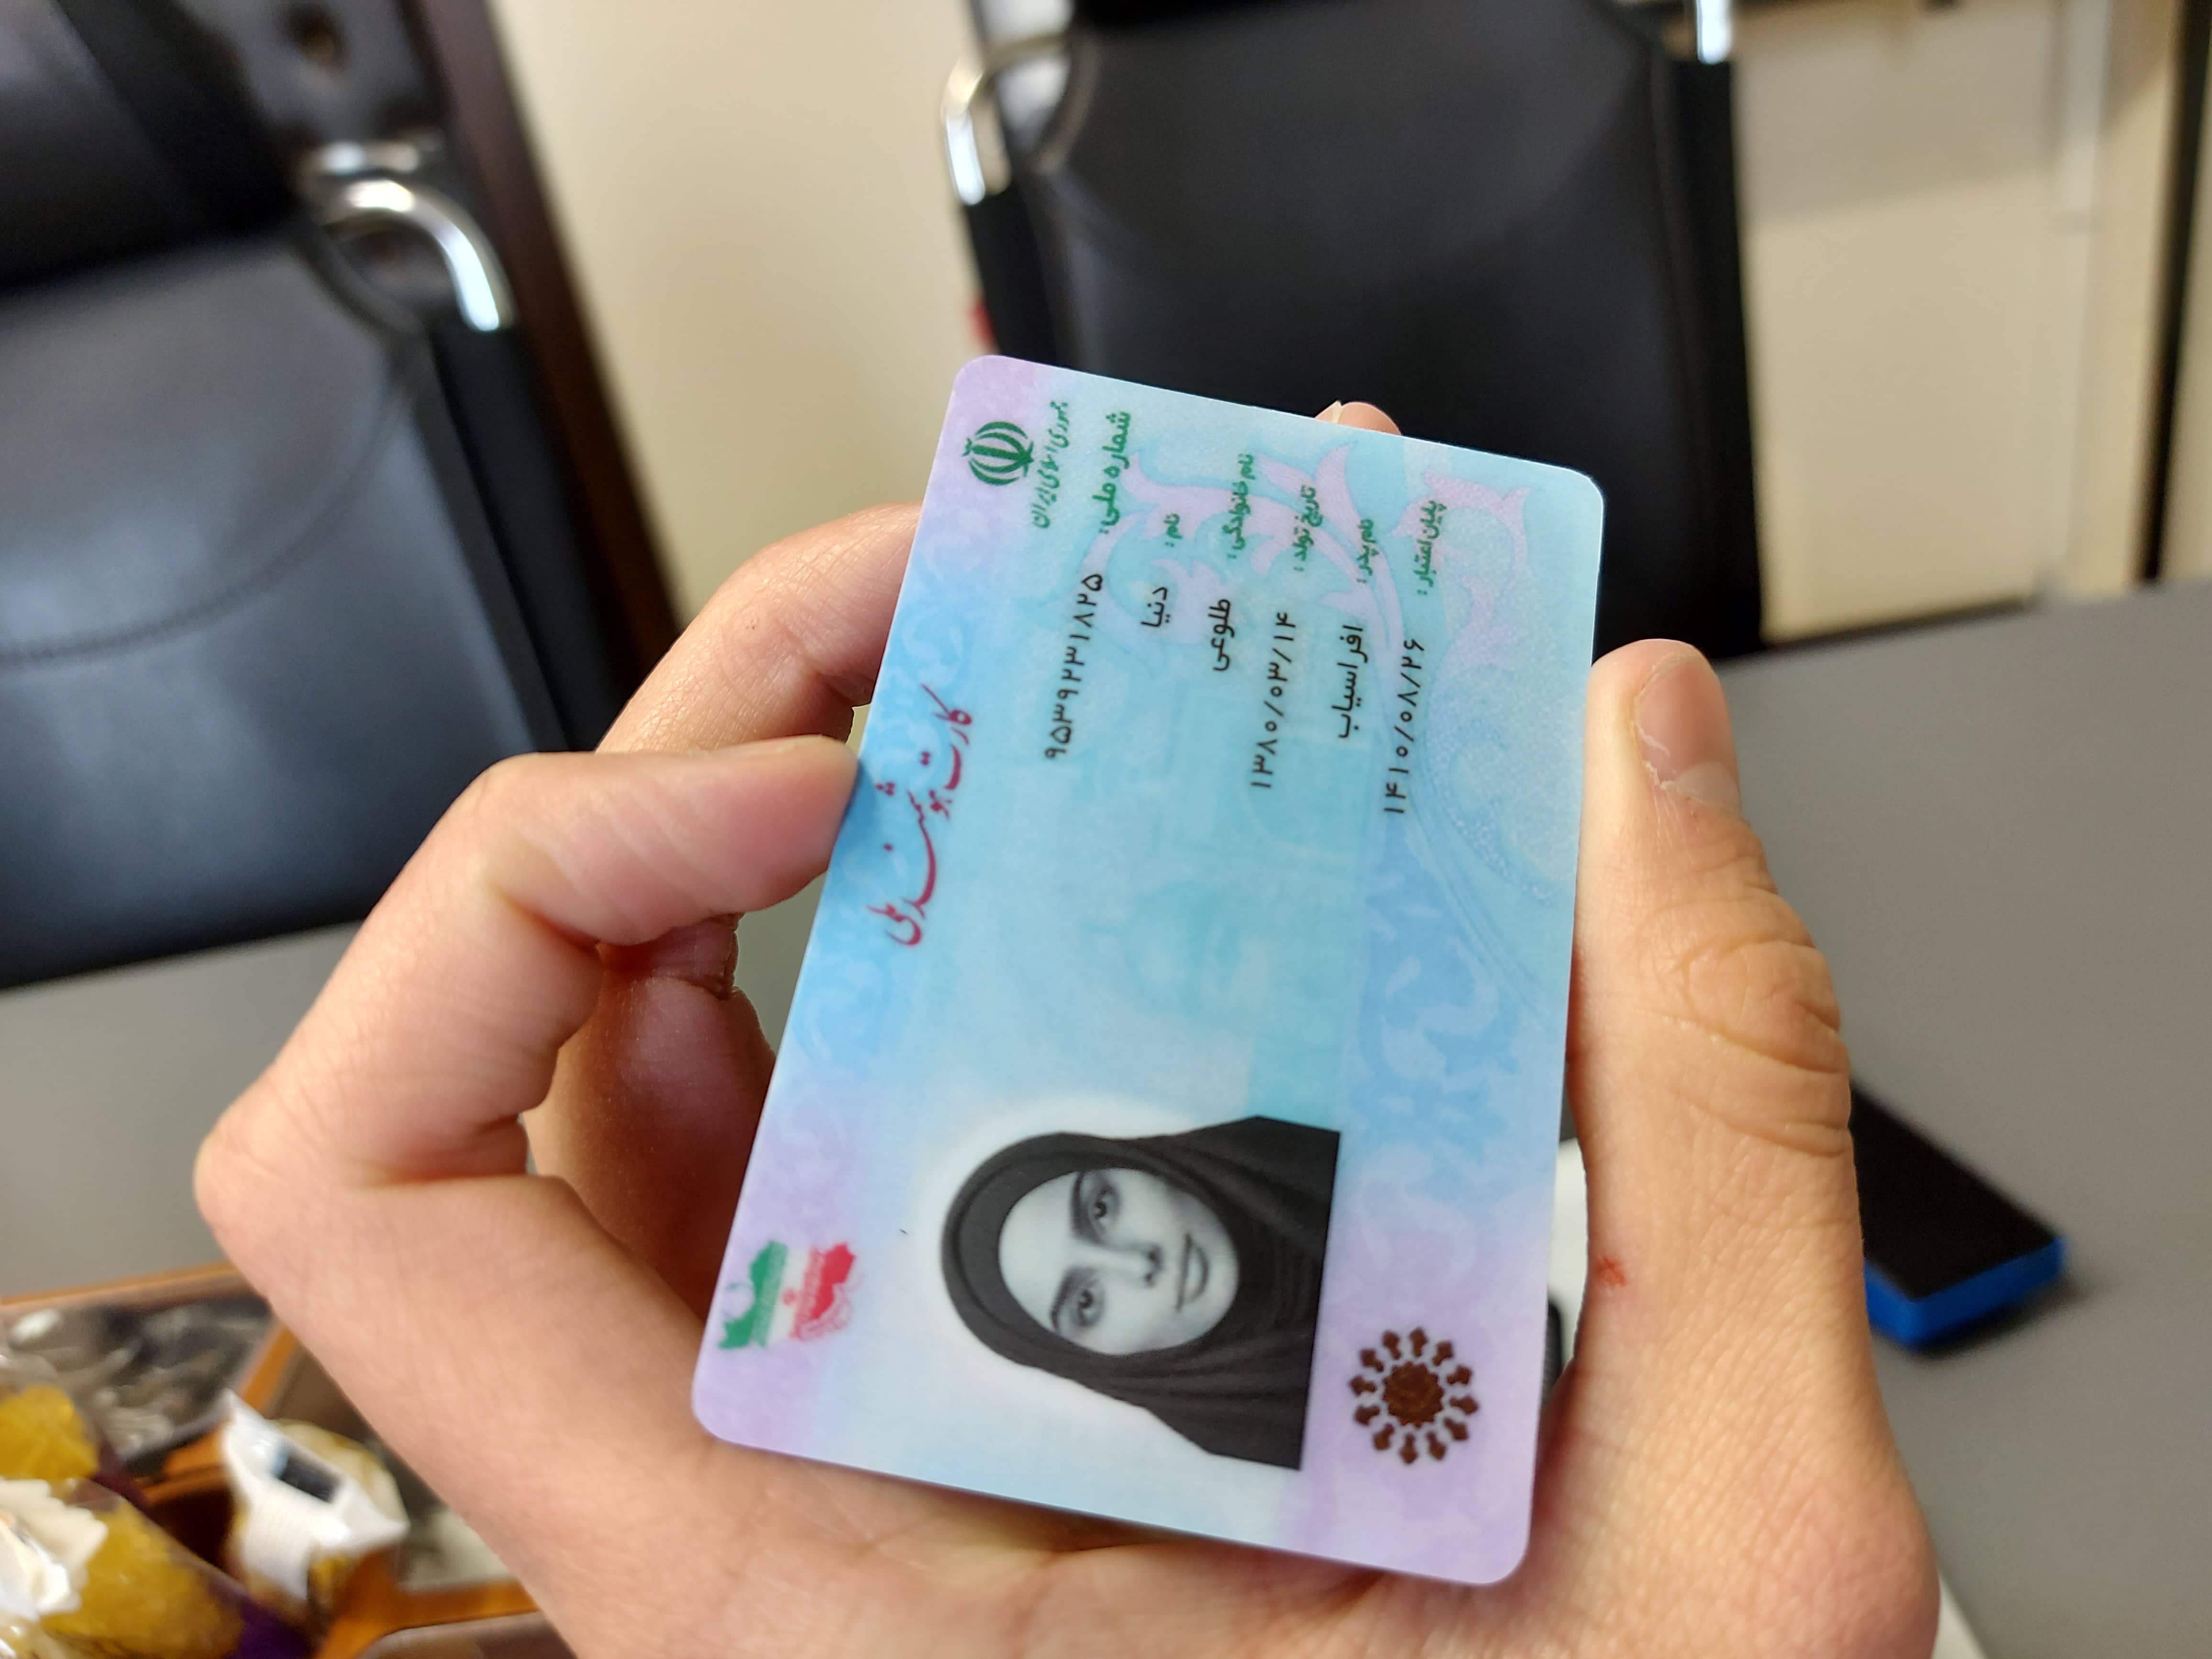 جمهوری اسلامی ایران
کارت هوشمند ملی
شماره ملی: ۹۵۳۹۲۳۱۸۲۵
نام: دنیا
نام خانوادگی: طلوعی
تاریخ تولد: ۱۳۸۰/۰۳/۱۴
نام پدر: افراسیاب
پایان اعتبار: ۱۴۱۰/۰۸/۲۶